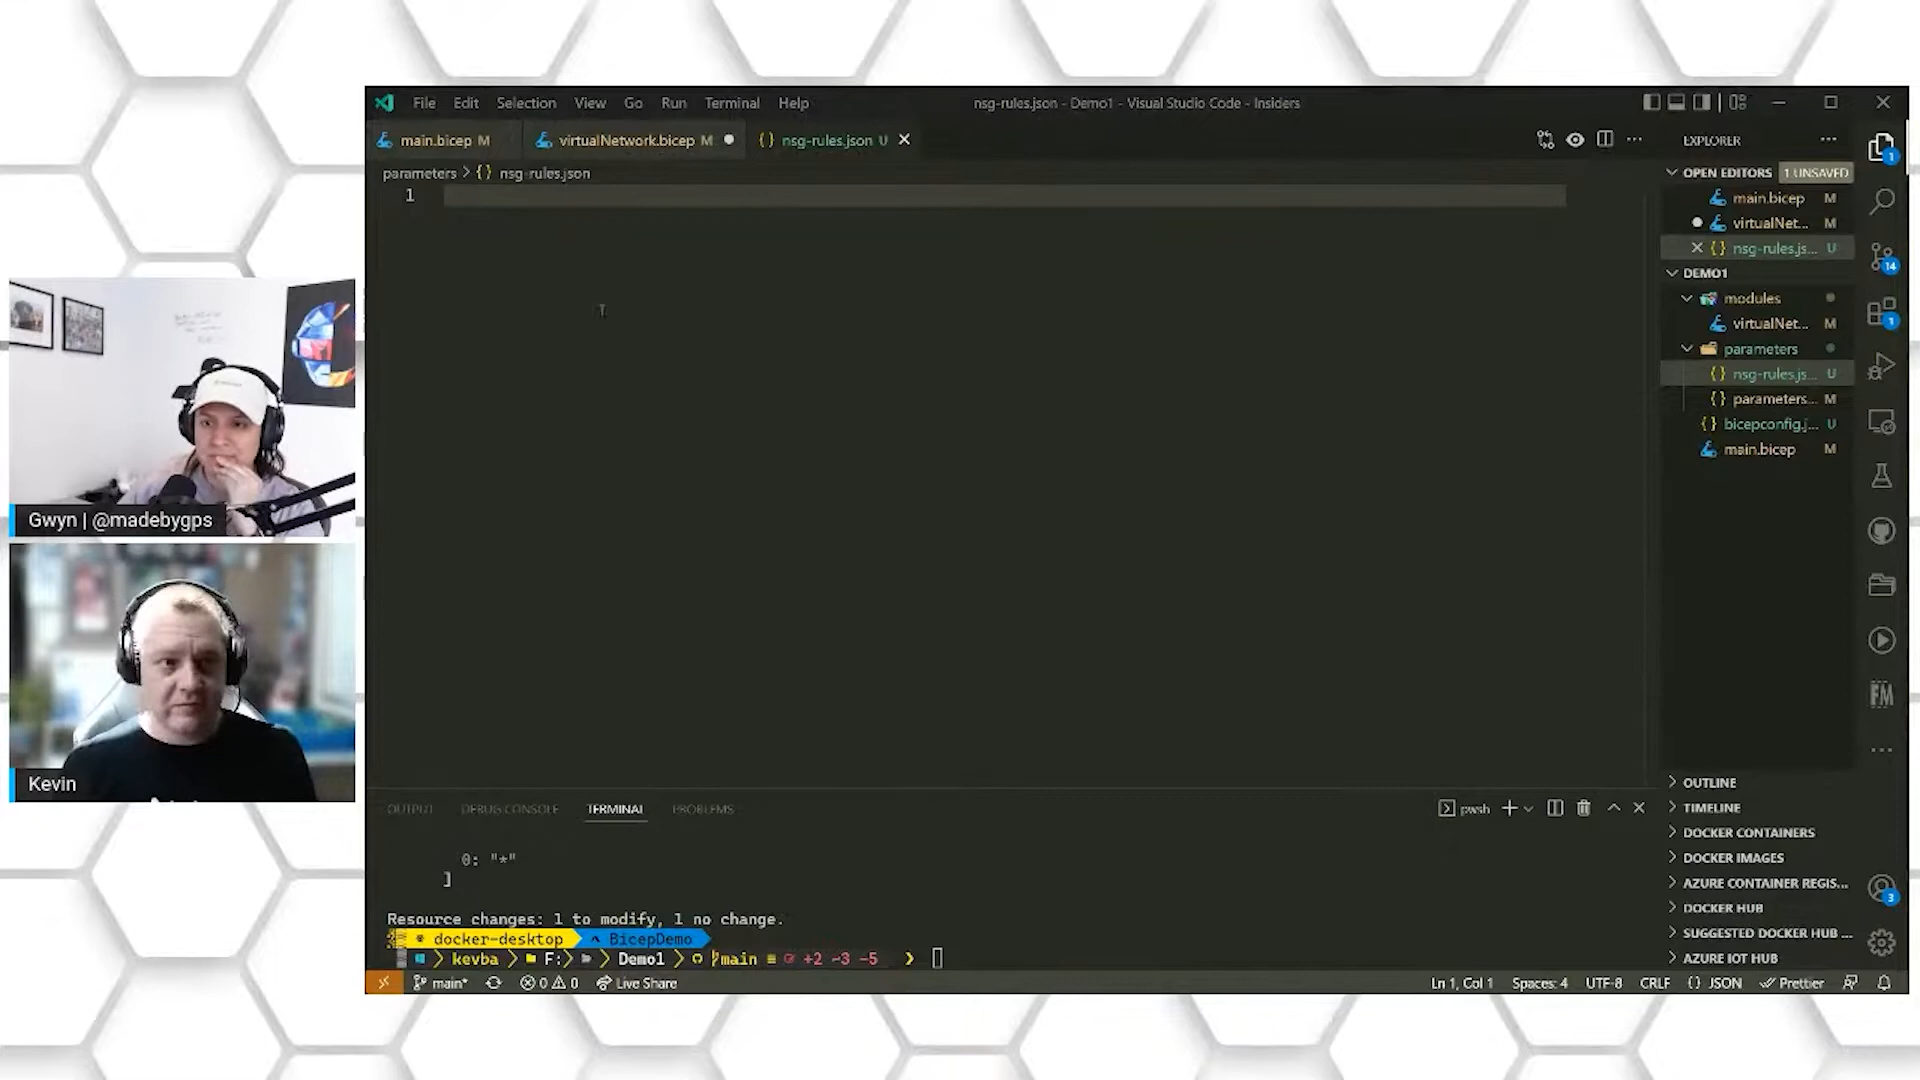 File Edit Selection View Go Run Terminal Help
nsg-rules.json - Demo1 - Visual Studio Code - Insiders
main.bicep M
virtualNetwork.bicep M
{} nsg-rules.json U
parameters > {} nsg-rules.json
1
EXPLORER
OPEN EDITORS 1 UNSAVED
main.bicep M
virtualNet... M
{} nsg-rules.js... U
DEMO1
modules
virtualNet... M
parameters
{} nsg-rules.js... U
{} parameters... M
{} bicepconfig.j... U
main.bicep M
OUTLINE
TIMELINE
DOCKER CONTAINERS
DOCKER IMAGES
AZURE CONTAINER REGIS...
DOCKER HUB
SUGGESTED DOCKER HUB ...
AZURE IOT HUB
1
14
1
FM
3
Gwyn | @madebygps
Kevin
OUTPUT DEBUG CONSOLE TERMINAL PROBLEMS
pwsh
0: "*"
]
Resource changes: 1 to modify, 1 no change.
docker-desktop BicepDemo
kevba F: Demo1 main ≡ +2 ~3 -5
main* 0 0 Live Share
Ln 1, Col 1 Spaces: 4 UTF-8 CRLF {} JSON Prettier